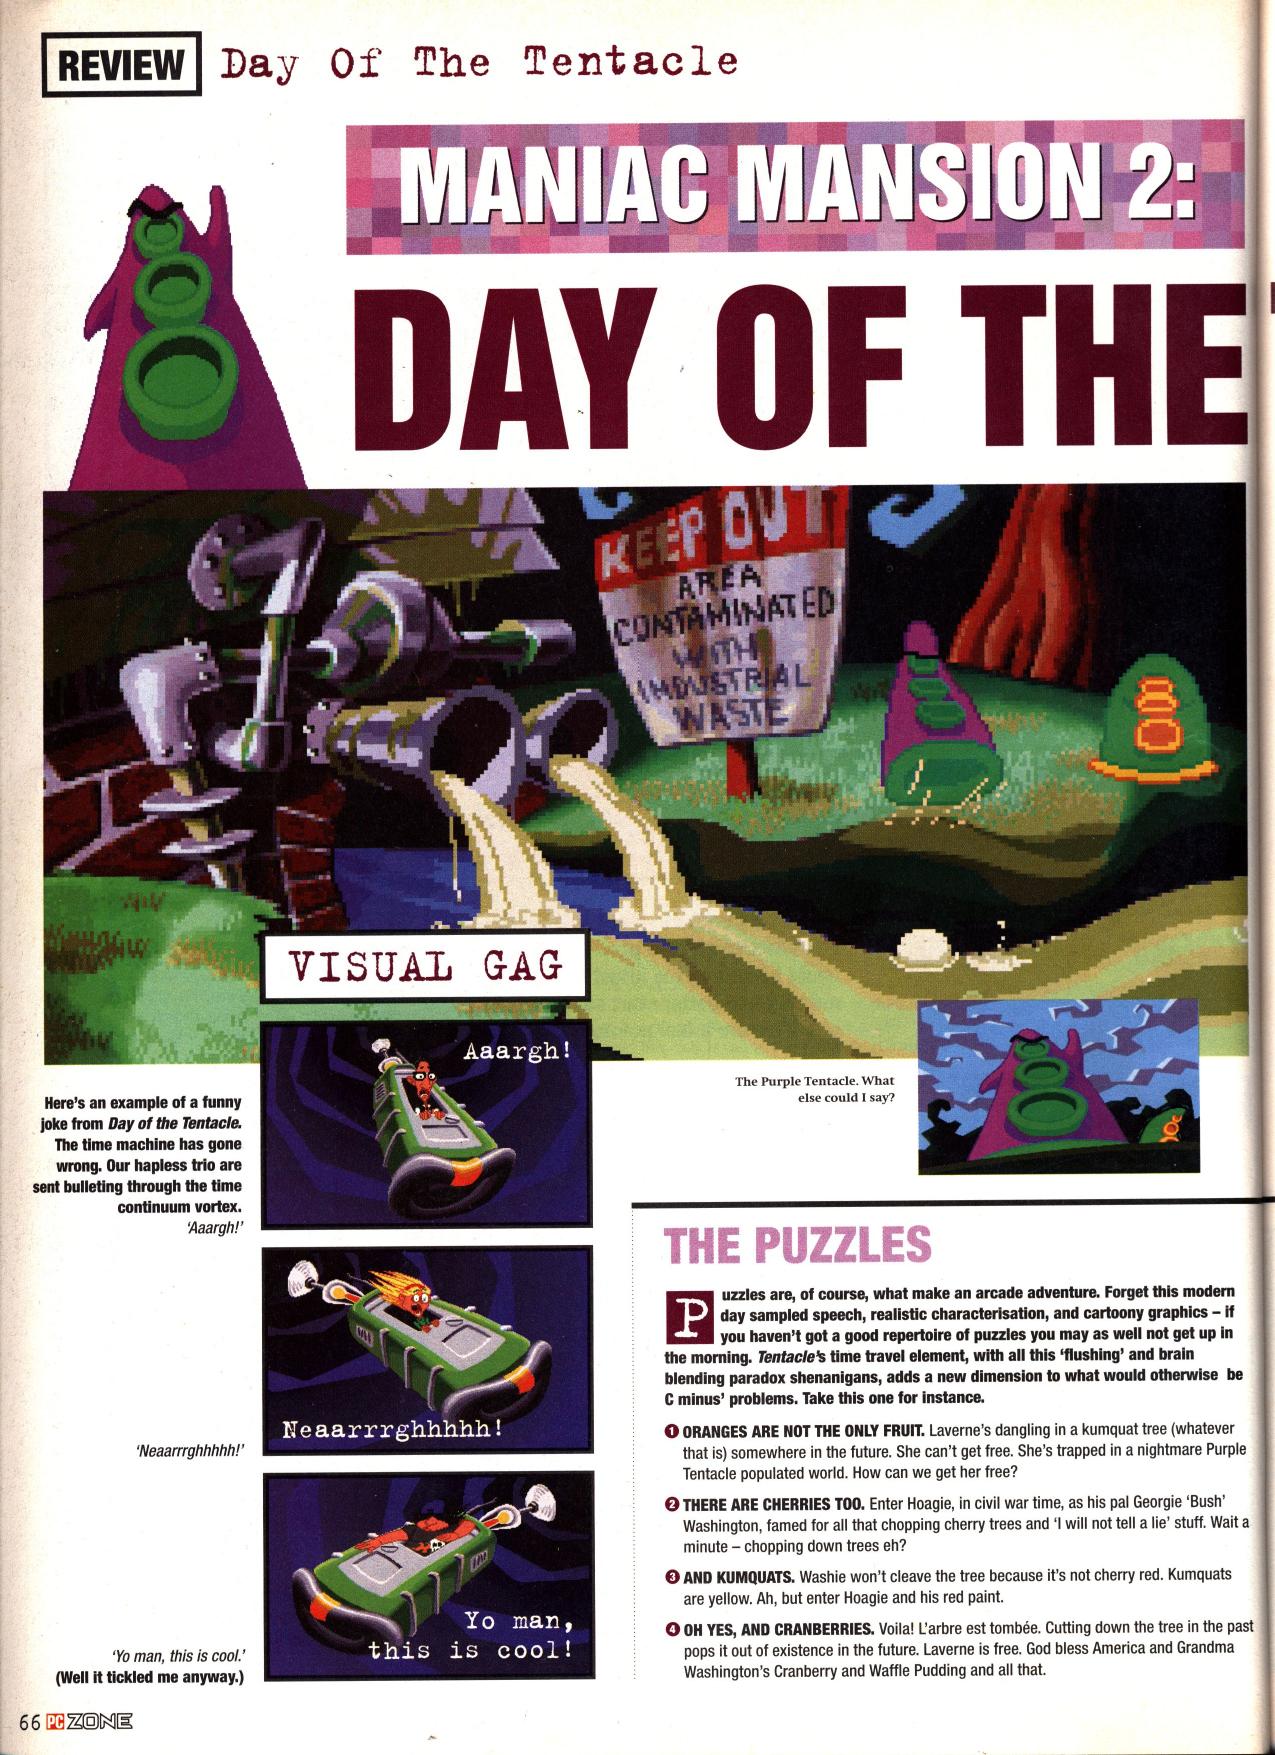 REVIEW Day Of The Tentacle
MANIAC MANSION 2:
DAY OF THE
KEEP OUT
AREA
CONTAMINATED
WITH
INDUSTRIAL
WASTE
VISUAL GAG
Aaargh!
Here's an example of a funny
joke from Day of the Tentacle.
The time machine has gone
wrong. Our hapless trio are
sent bulleting through the time
continuum vortex.
'Aaargh!'
Neaarrrghhhhh!
'Neaarrrghhhhh!'
Yo man,
this is cool!
'Yo man, this is cool.'
(Well it tickled me anyway.)
The Purple Tentacle. What
else could I say?
THE PUZZLES
Puzzles are, of course, what make an arcade adventure. Forget this modern
day sampled speech, realistic characterisation, and cartoony graphics – if
you haven't got a good repertoire of puzzles you may as well not get up in
the morning. Tentacle's time travel element, with all this 'flushing' and brain
blending paradox shenanigans, adds a new dimension to what would otherwise be
C minus' problems. Take this one for instance.
1 ORANGES ARE NOT THE ONLY FRUIT. Laverne's dangling in a kumquat tree (whatever
that is) somewhere in the future. She can't get free. She's trapped in a nightmare Purple
Tentacle populated world. How can we get her free?
2 THERE ARE CHERRIES TOO. Enter Hoagie, in civil war time, as his pal Georgie 'Bush'
Washington, famed for all that chopping cherry trees and 'I will not tell a lie' stuff. Wait a
minute – chopping down trees eh?
3 AND KUMQUATS. Washie won't cleave the tree because it's not cherry red. Kumquats
are yellow. Ah, but enter Hoagie and his red paint.
4 OH YES, AND CRANBERRIES. Voila! L'arbre est tombée. Cutting down the tree in the past
pops it out of existence in the future. Laverne is free. God bless America and Grandma
Washington's Cranberry and Waffle Pudding and all that.
66 PC ZONE